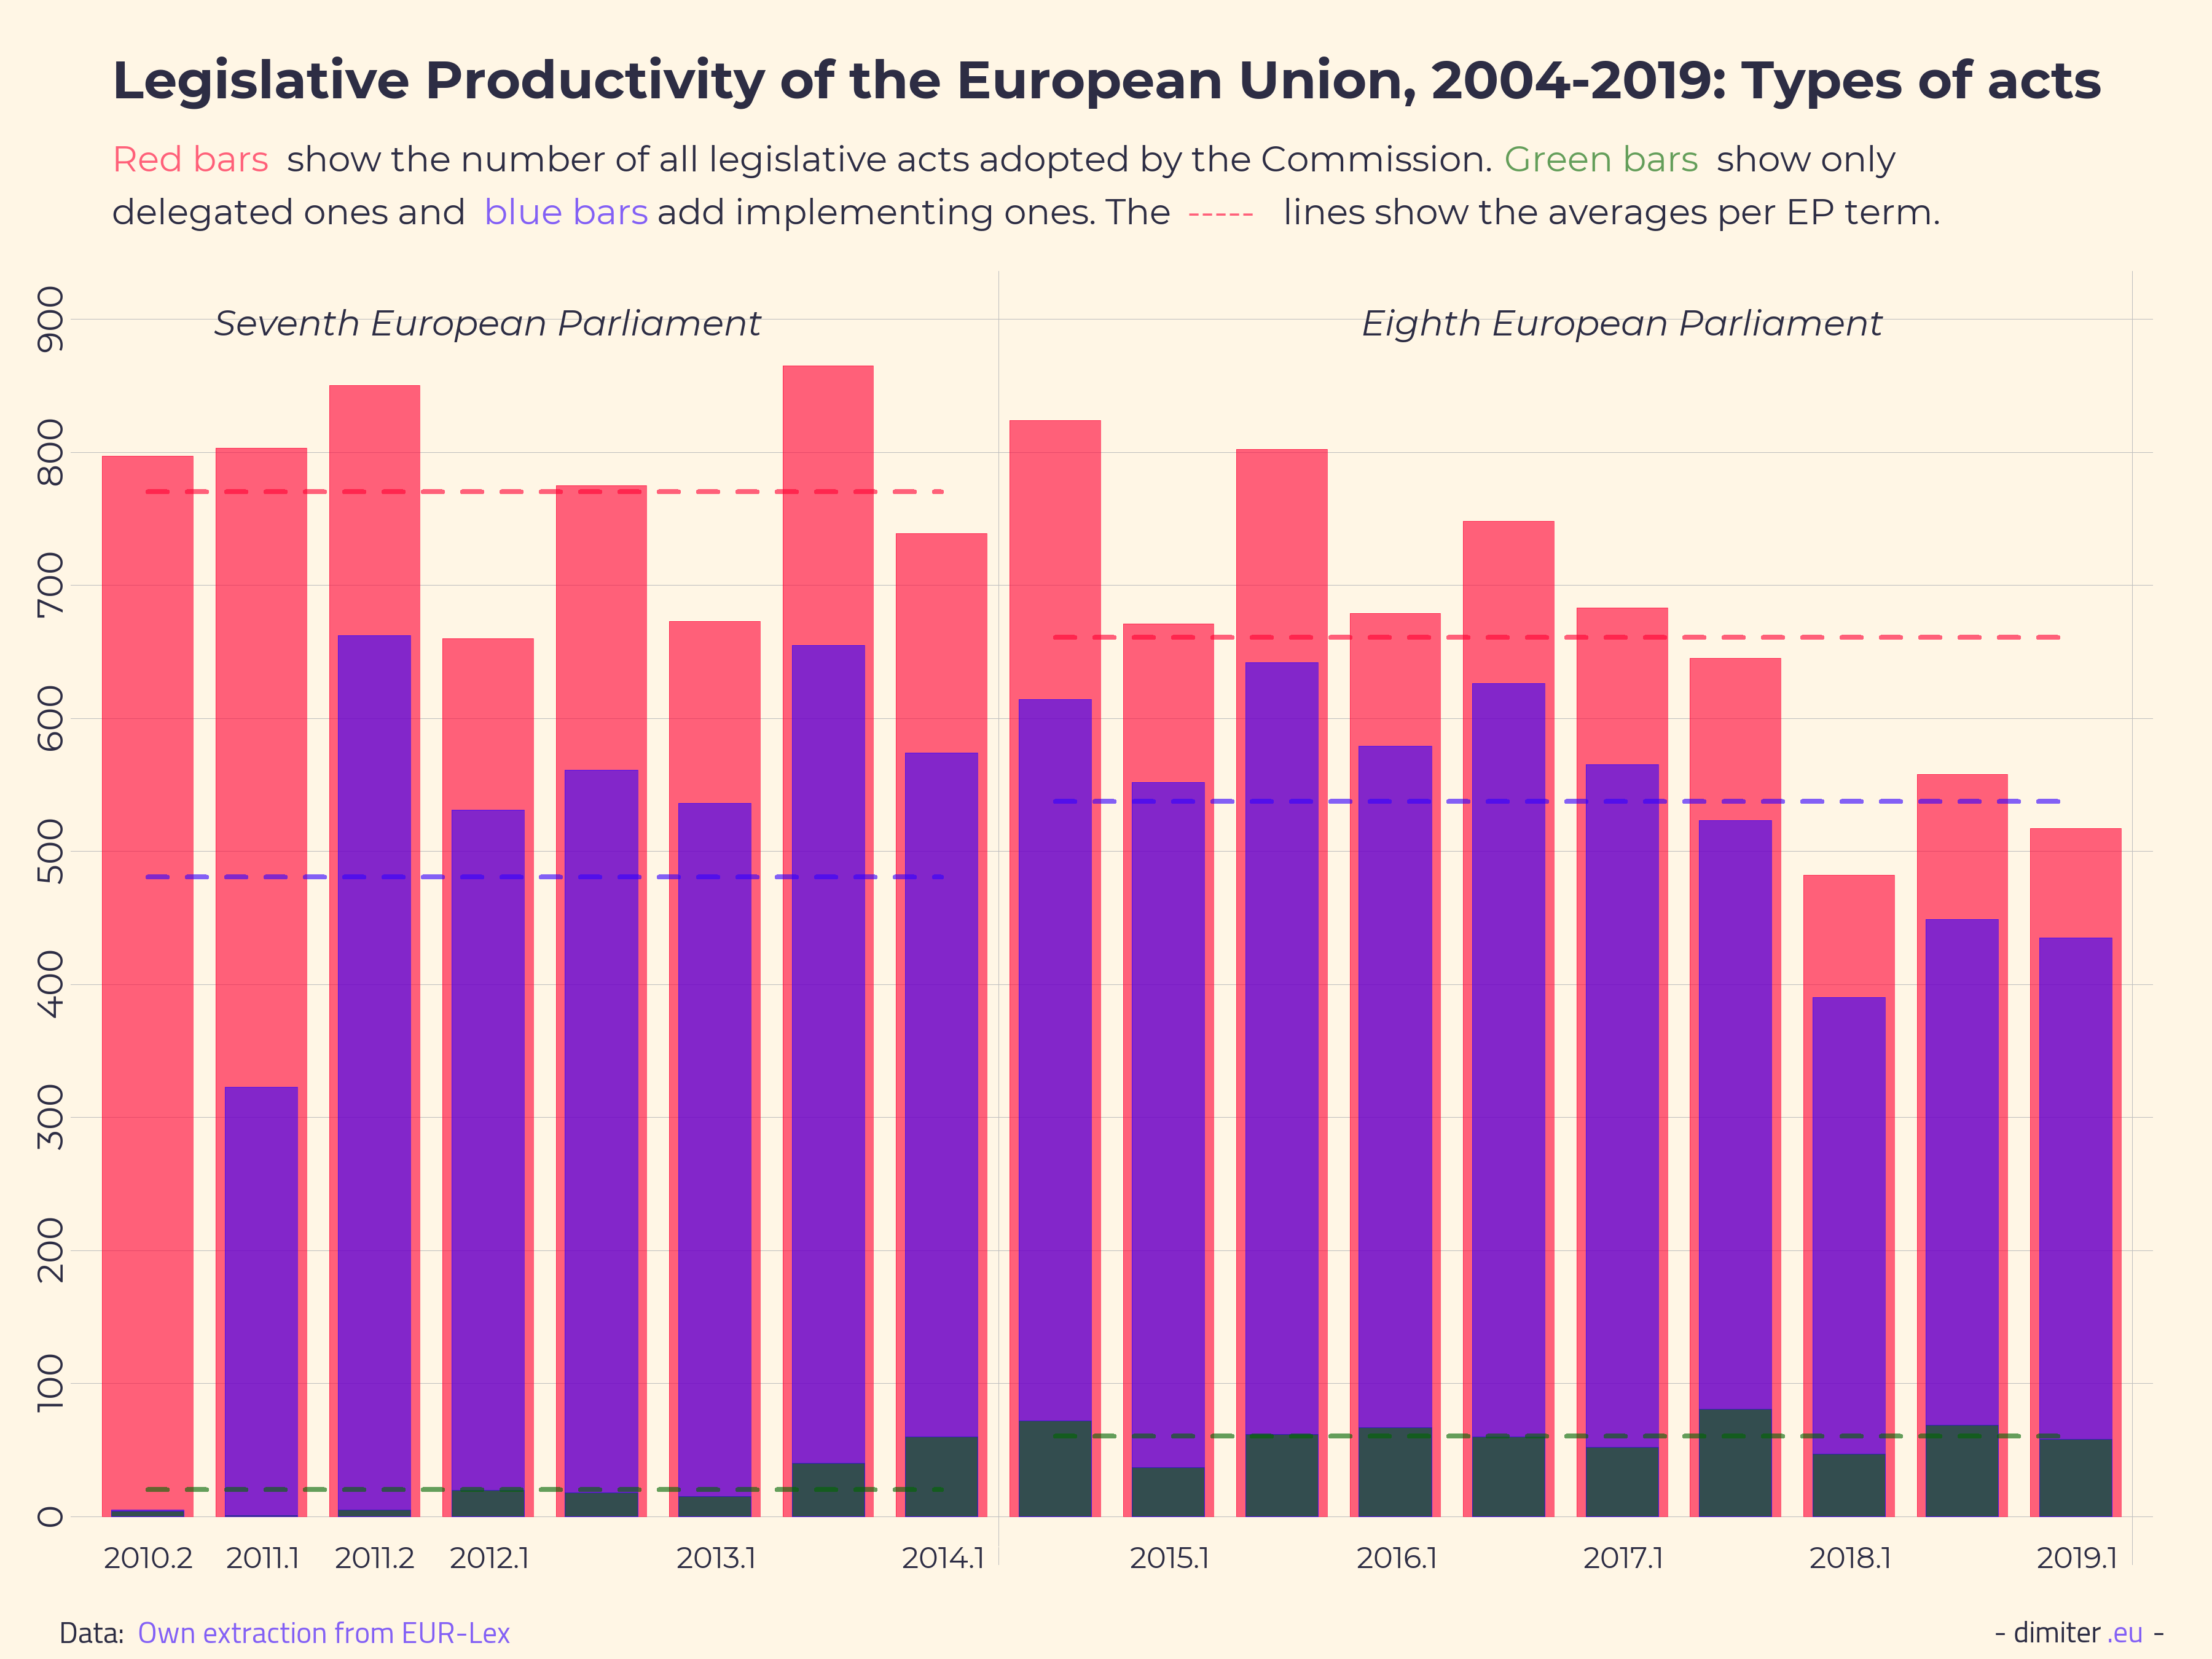 Legislative Productivity of the European Union, 2004-2019: Types of acts
Red bars show the number of all legislative acts adopted by the Commission. Green bars show only
delegated ones and blue bars add implementing ones. The ----- lines show the averages per EP term.
Seventh European Parliament
Eighth European Parliament
900
800
700
600
500
400
300
200
100
0
2010.2 2011.1 2011.2 2012.1 2013.1 2014.1 2015.1 2016.1 2017.1 2018.1 2019.1
Data: Own extraction from EUR-Lex
- dimiter.eu -